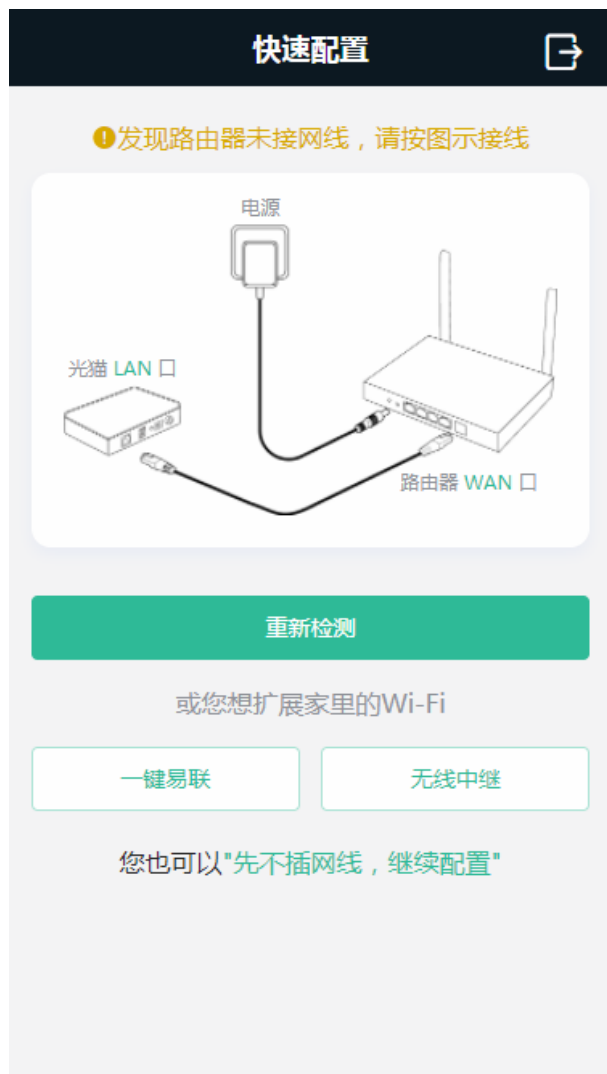 快速配置
发现路由器未接网线，请按图示接线
电源
光猫 LAN 口
路由器 WAN 口
重新检测
或您想扩展家里的Wi-Fi
一键易联
无线中继
您也可以"先不插网线，继续配置"